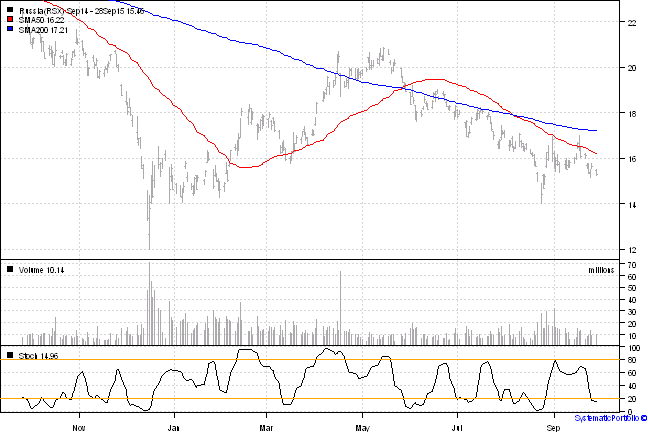 Russia(RSX) Sep14 - 28Sep15 15.46
SMA50 16.22
SMA200 17.21
22
20
18
16
14
12
Volume 10.14
millions
70
60
50
40
30
20
10
Stoch 14.96
100
80
60
40
20
0
Nov
Jan
Mar
May
Jul
Sep
SystematicPortfolio ©